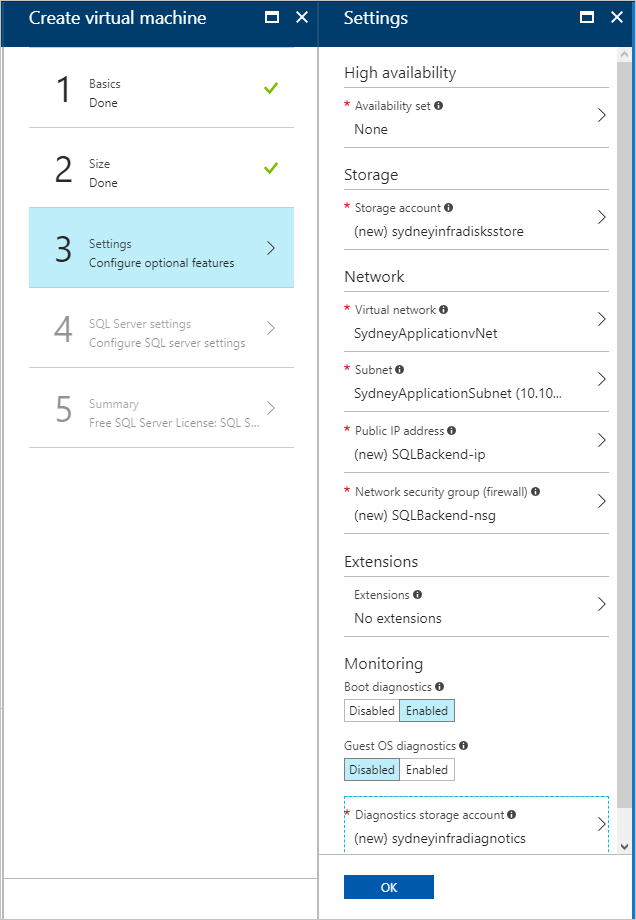 Create virtual machine
1
Basics
Done
2
Size
Done
3
Settings
Configure optional features
4
SQL Server settings
Configure SQL server settings
5
Summary
Free SQL Server License: SQL S...
Settings
High availability
* Availability set
None
Storage
* Storage account
(new) sydneyinfradisksstore
Network
* Virtual network
SydneyApplicationvNet
* Subnet
SydneyApplicationSubnet (10.10...
* Public IP address
(new) SQLBackend-ip
* Network security group (firewall)
(new) SQLBackend-nsg
Extensions
Extensions
No extensions
Monitoring
Boot diagnostics
Disabled Enabled
Guest OS diagnostics
Disabled Enabled
* Diagnostics storage account
(new) sydneyinfradiagnotics
OK